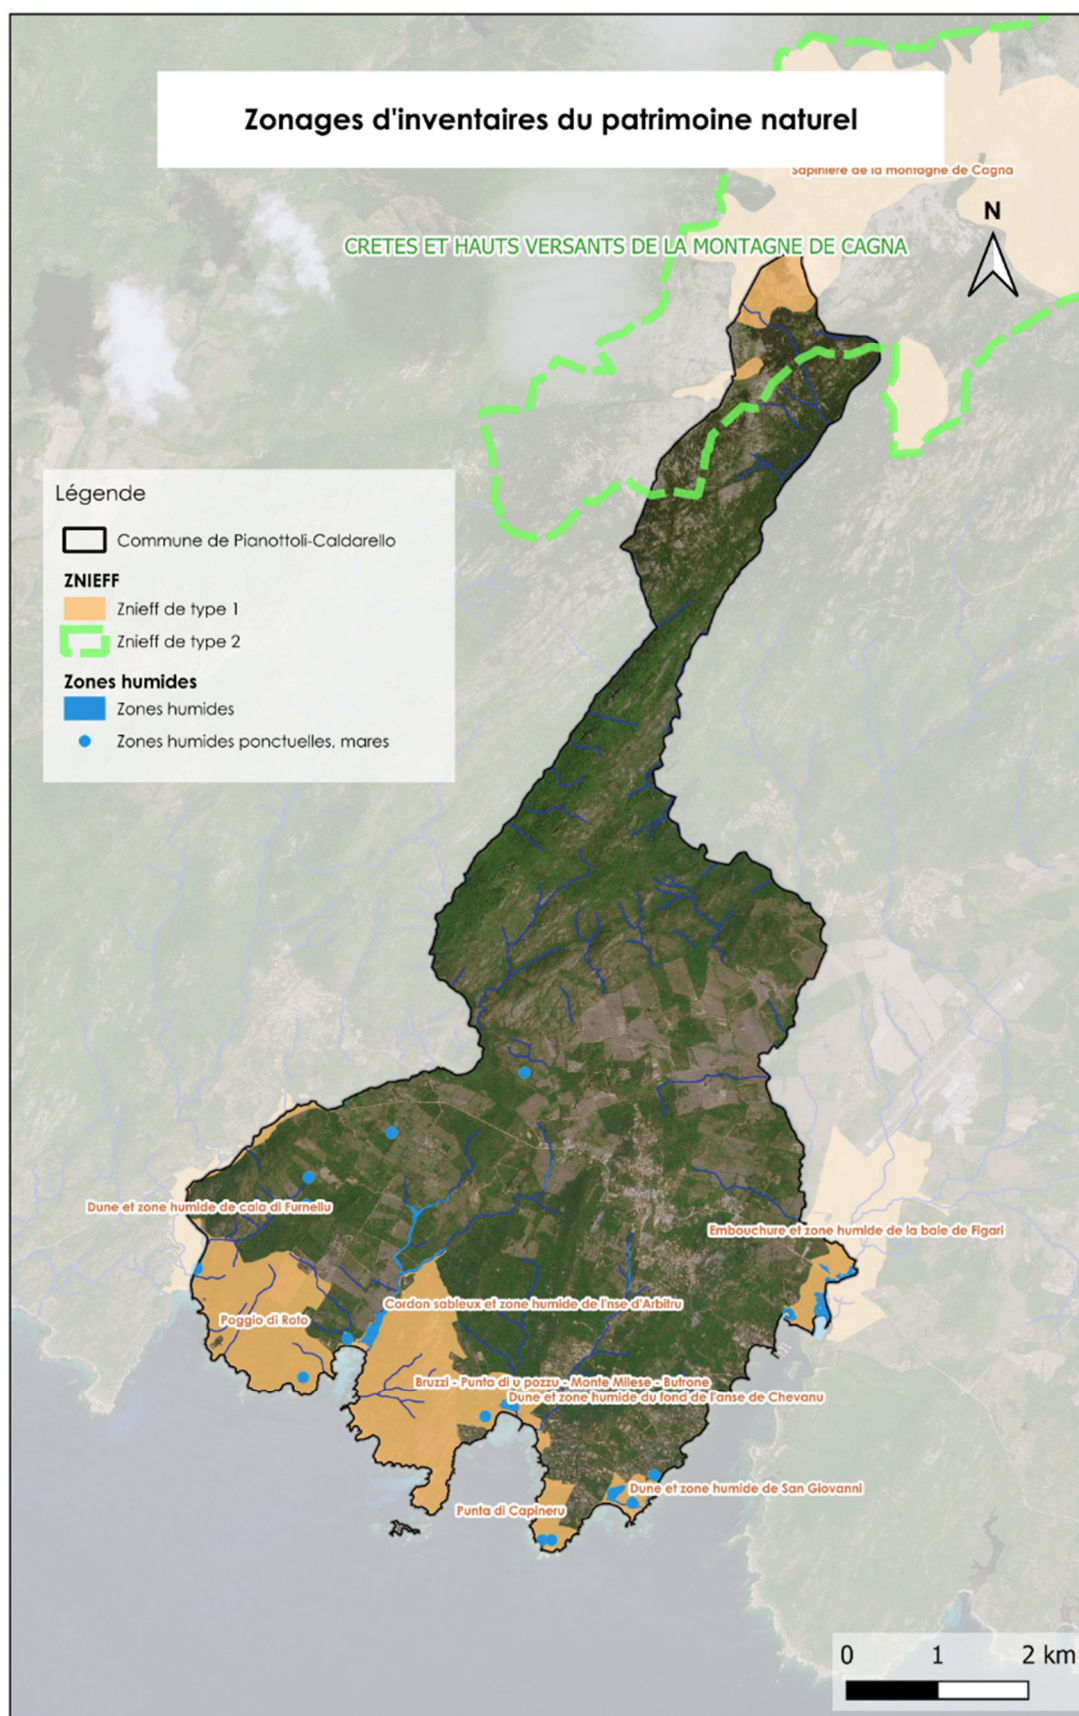 Zonages d'inventaires du patrimoine naturel
Sapinière de la montagne de Cagna
N
CRETES ET HAUTS VERSANTS DE LA MONTAGNE DE CAGNA
Légende
Commune de Pianottoli-Caldarello
ZNIEFF
Znieff de type 1
Znieff de type 2
Zones humides
Zones humides
Zones humides ponctuelles, mares
Dune et zone humide de cala di Furnellu
Embouchure et zone humide de la baie de Figari
Cordon sableux et zone humide de l'nse d'Arbitru
Poggio di Roto
Bruzzi - Punta di u pozzu - Monte Milese - Butrone
Dune et zone humide du fond de l'anse de Chevanu
Dune et zone humide de San Giovanni
Punta di Capineru
0 1 2 km